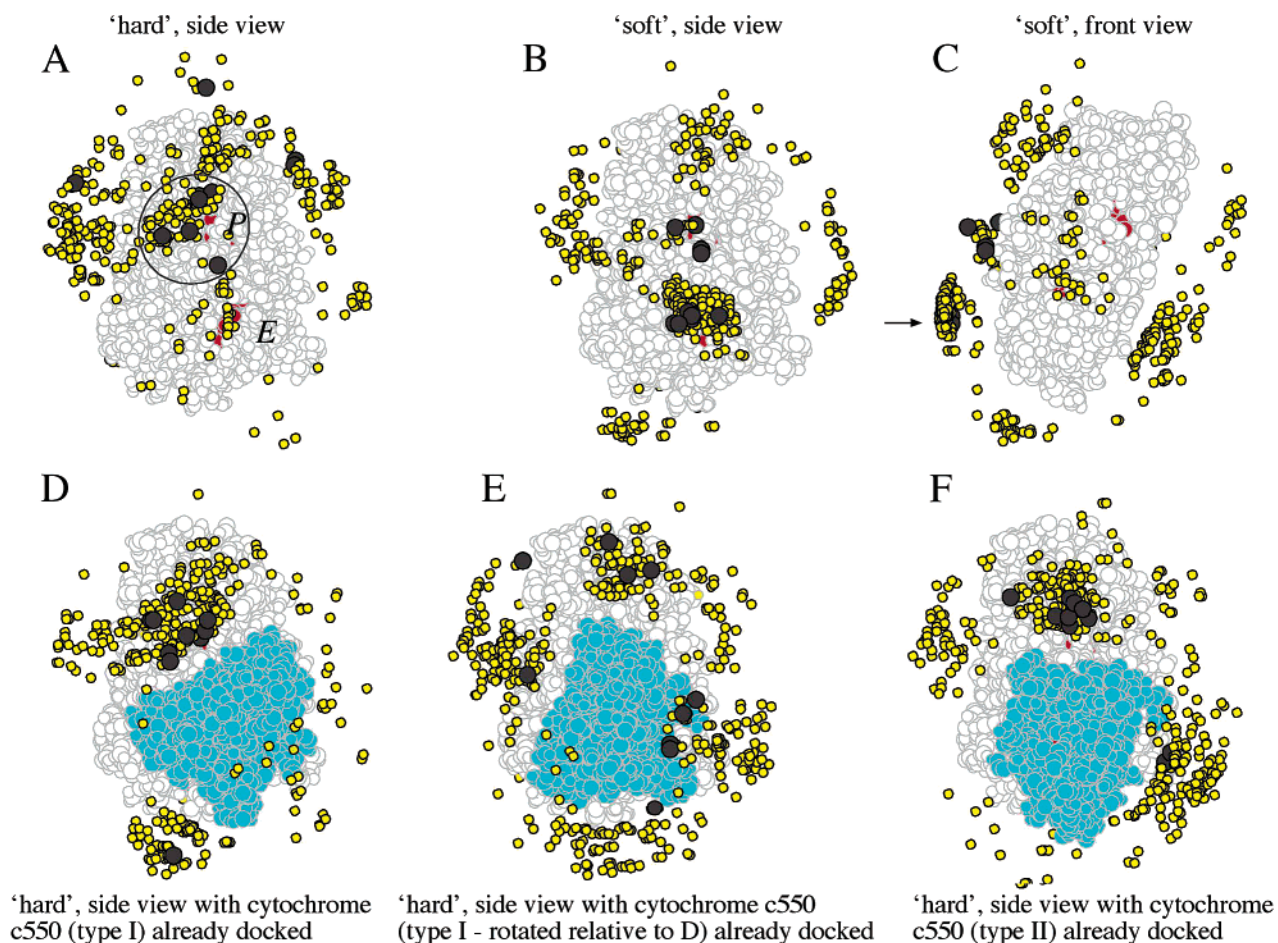 'hard', side view
'soft', side view
'soft', front view
A
B
C
P
E
D
E
F
'hard', side view with cytochrome
c550 (type I) already docked
'hard', side view with cytochrome c550
(type I - rotated relative to D) already docked
'hard', side view with cytochrome
c550 (type II) already docked